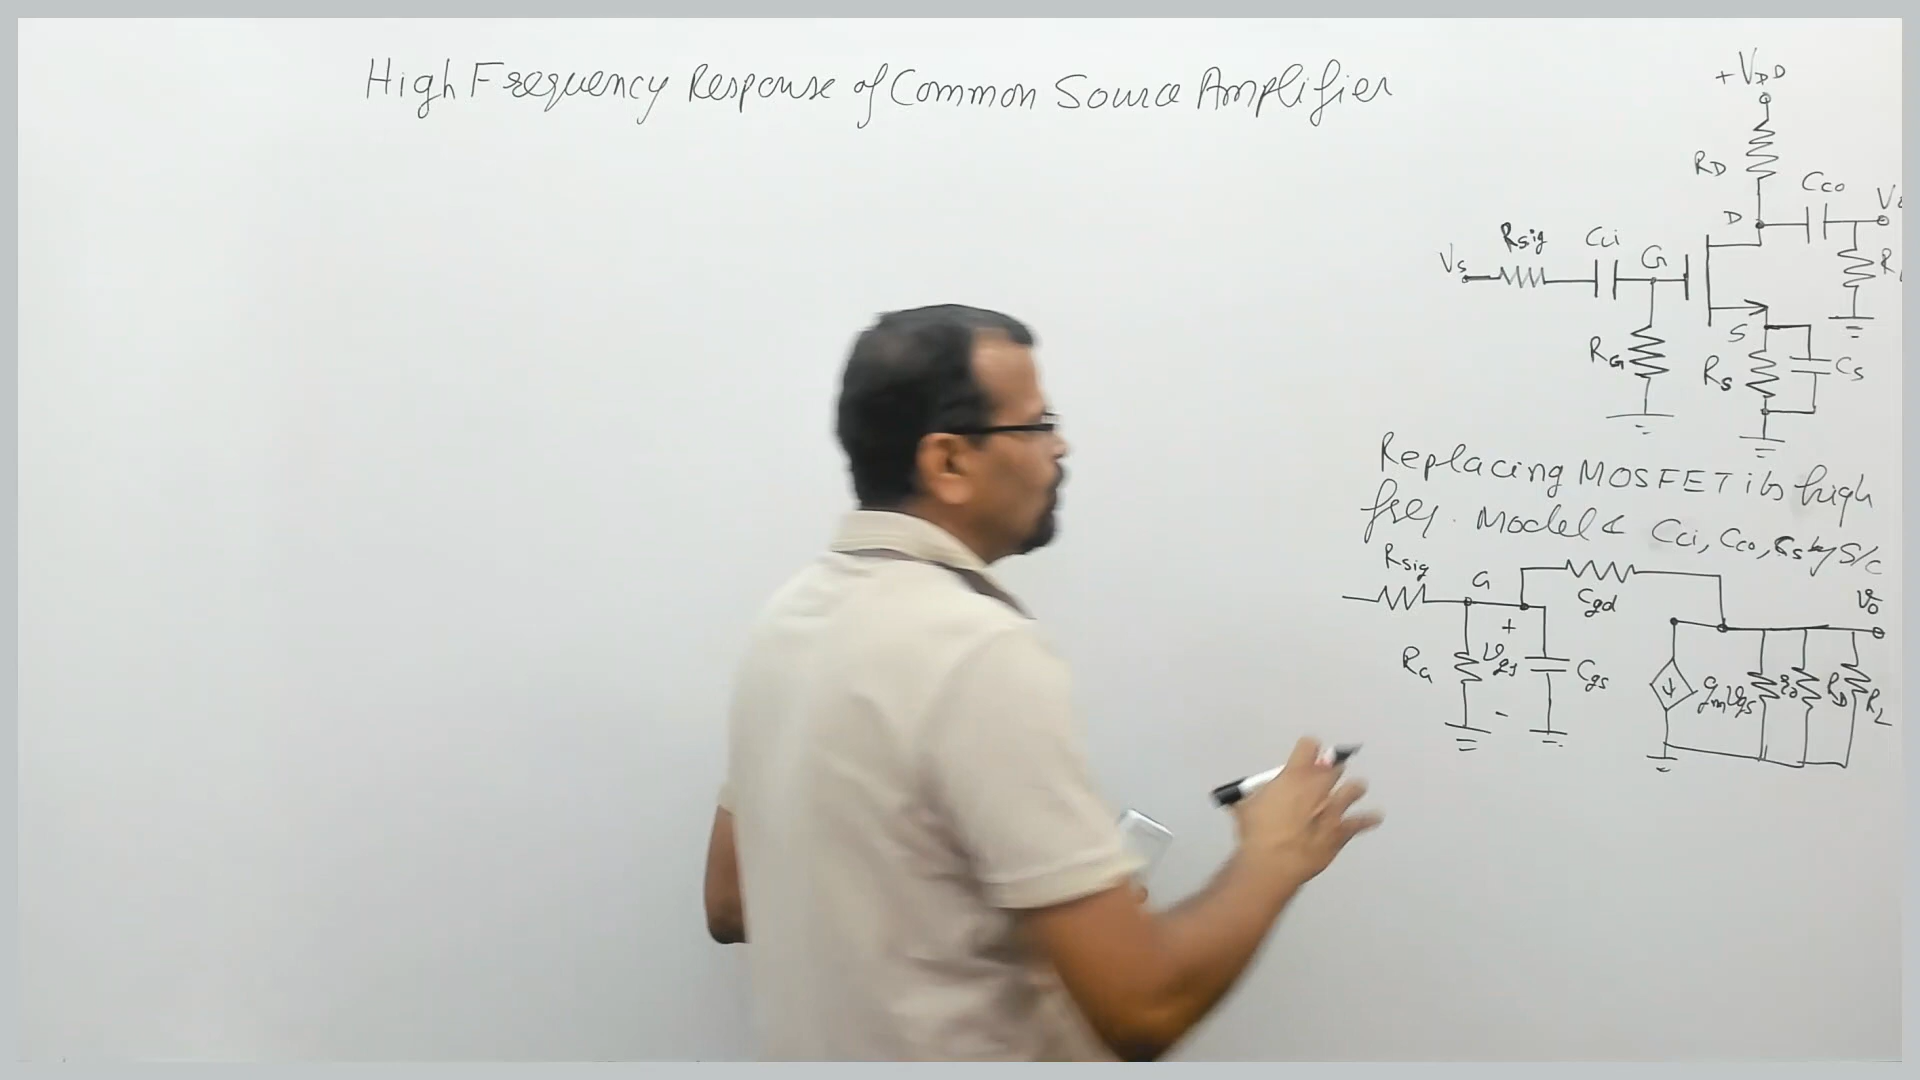 High Frequency Response of Common Source Amplifier
+VDD
RD
Cco
D
Rsig
Cci
G
Vs
RG
S
Rs
Cs
Replacing MOSFET its high
freq. Model & Cci, Cco, Cs by S/C
Rsig
G
Cgd
vo
+
RG
vgs
Cgs
gmvgs
ro
RD
RL
-